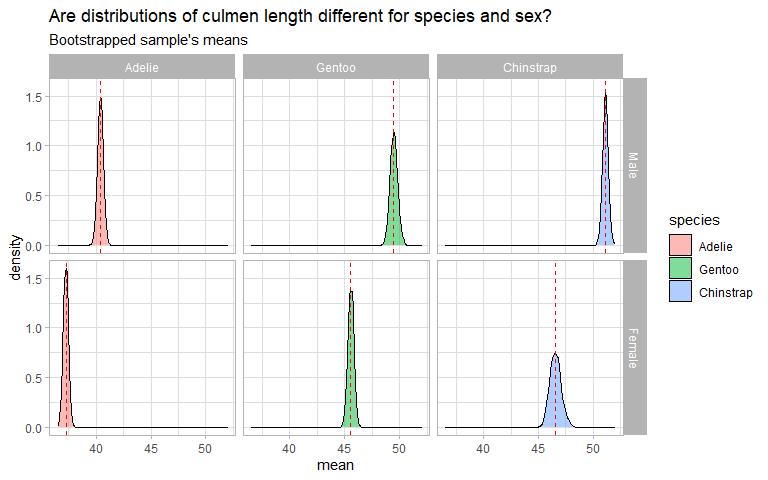 Are distributions of culmen length different for species and sex?
Bootstrapped sample's means
Adelie Gentoo Chinstrap
1.5
1.0
0.5
0.0
Male
density
1.5
1.0
0.5
0.0
Female
40 45 50 40 45 50 40 45 50
mean
species
Adelie
Gentoo
Chinstrap